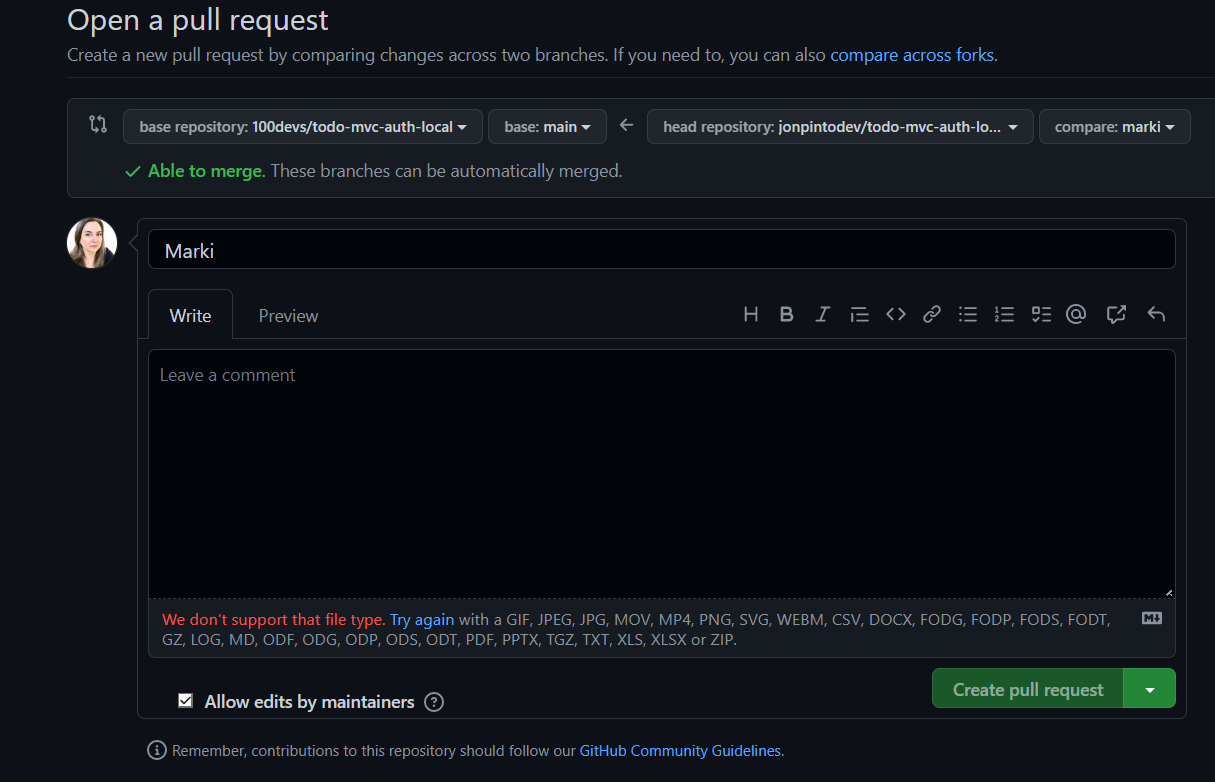 Open a pull request
Create a new pull request by comparing changes across two branches. If you need to, you can also compare across forks.
base repository: 100devs/todo-mvc-auth-local base: main head repository: jonpintodev/todo-mvc-auth-lo... compare: marki
Able to merge. These branches can be automatically merged.
Marki
Write Preview
Leave a comment
We don't support that file type. Try again with a GIF, JPEG, JPG, MOV, MP4, PNG, SVG, WEBM, CSV, DOCX, FODG, FODP, FODS, FODT,
GZ, LOG, MD, ODF, ODG, ODP, ODS, ODT, PDF, PPTX, TGZ, TXT, XLS, XLSX or ZIP.
Allow edits by maintainers
Create pull request
Remember, contributions to this repository should follow our GitHub Community Guidelines.